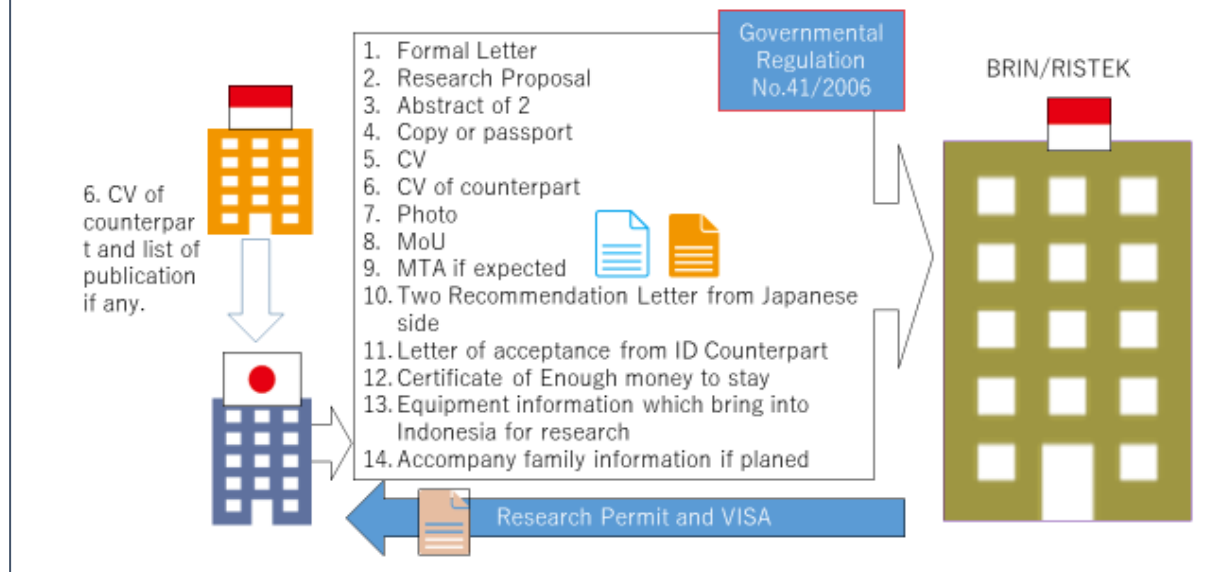 Governmental
Regulation
No.41/2006
BRIN/RISTEK
1. Formal Letter
2. Research Proposal
3. Abstract of 2
4. Copy or passport
5. CV
6. CV of counterpart
7. Photo
8. MoU
9. MTA if expected
10. Two Recommendation Letter from Japanese
side
11. Letter of acceptance from ID Counterpart
12. Certificate of Enough money to stay
13. Equipment information which bring into
Indonesia for research
14. Accompany family information if planed
6. CV of
counterpar
t and list of
publication
if any.
Research Permit and VISA